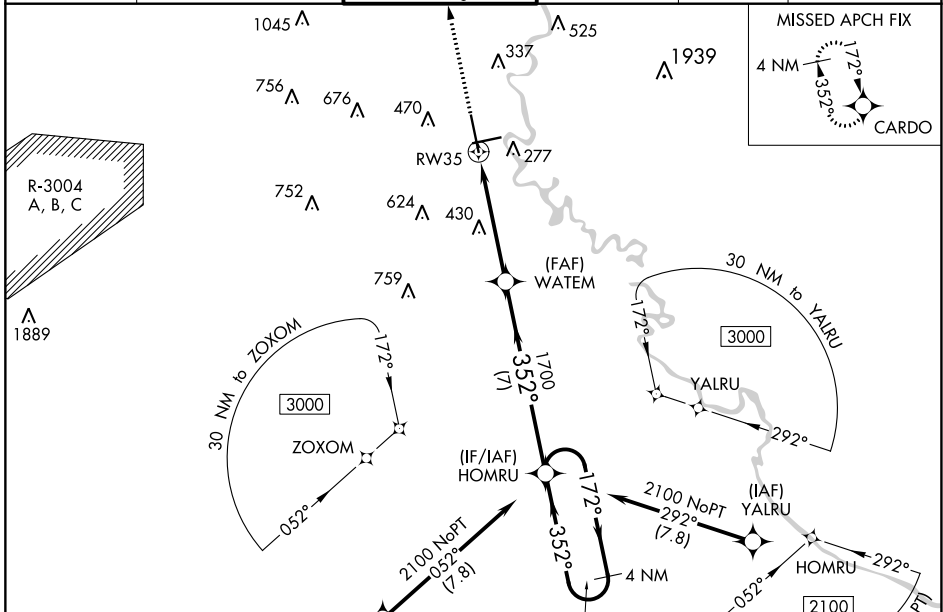 1045
525
MISSED APCH FIX
172°
4 NM
352°
CARDO
337
1939
756
676
470
RW35
277
R-3004
A, B, C
752
624
430
(FAF)
WATEM
759
1889
30 NM to ZOXOM
172°
3000
ZOXOM
052°
1700
352°
(7)
30 NM to YALRU
172°
3000
YALRU
292°
(IF/IAF)
HOMRU
172°
352°
4 NM
2100 NoPT
052°
(7.8)
2100 NoPT
292°
(7.8)
(IAF)
YALRU
HOMRU
292°
052°
2100